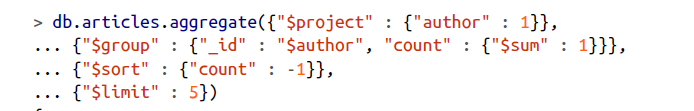 > db.articles.aggregate({"$project" : {"author" : 1}},
... {"$group" : {"_id" : "$author", "count" : {"$sum" : 1}}},
... {"$sort" : {"count" : -1}},
... {"$limit" : 5})